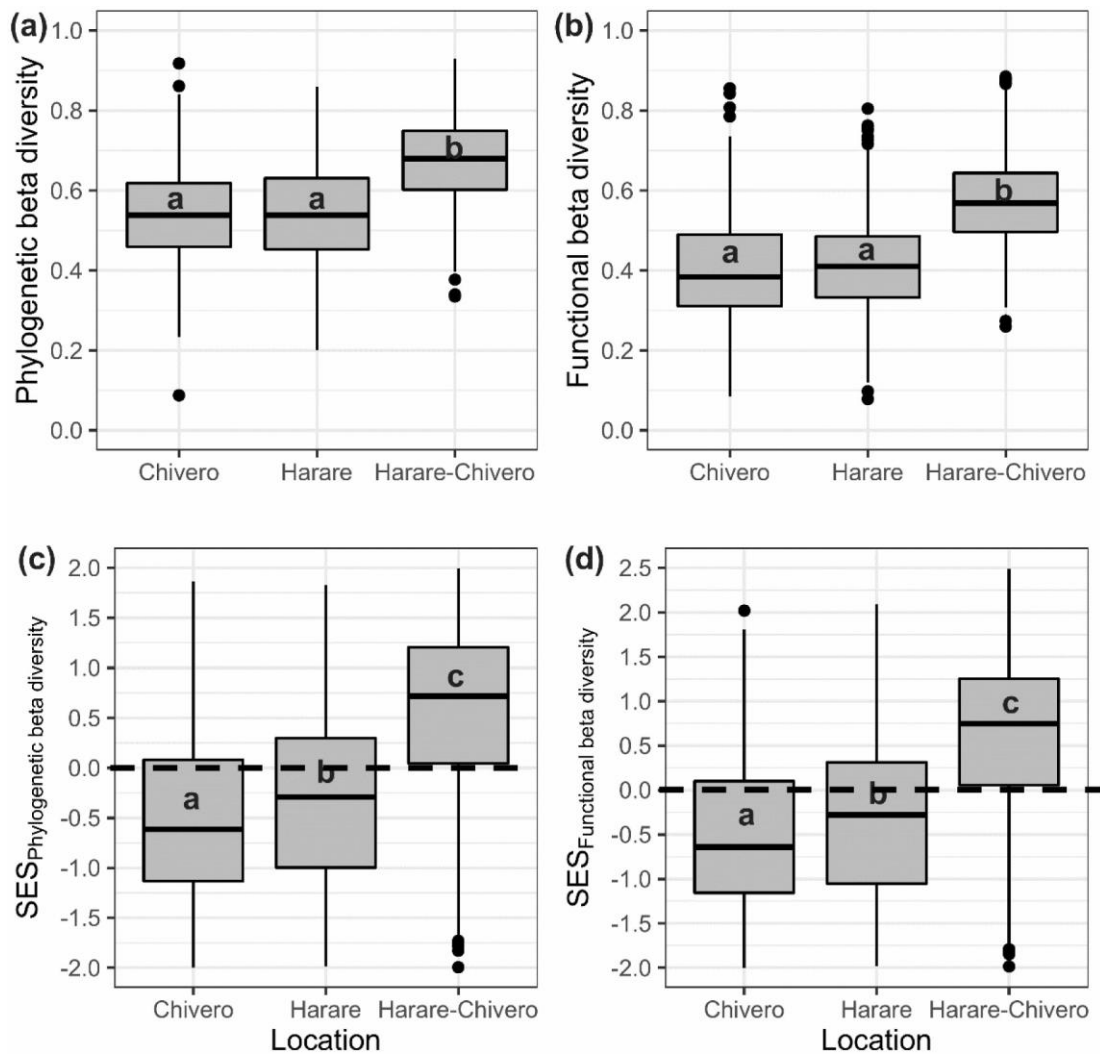 (a)
Phylogenetic beta diversity
1.0
0.8
0.6
0.4
0.2
0.0
a
a
b
Chivero
Harare
Harare-Chivero
(b)
Functional beta diversity
1.0
0.8
0.6
0.4
0.2
0.0
a
a
b
Chivero
Harare
Harare-Chivero
(c)
SESPhylogenetic beta diversity
2.0
1.5
1.0
0.5
0.0
-0.5
-1.0
-1.5
-2.0
a
b
c
Chivero
Harare
Harare-Chivero
Location
(d)
SESFunctional beta diversity
2.5
2.0
1.5
1.0
0.5
0.0
-0.5
-1.0
-1.5
-2.0
a
b
c
Chivero
Harare
Harare-Chivero
Location